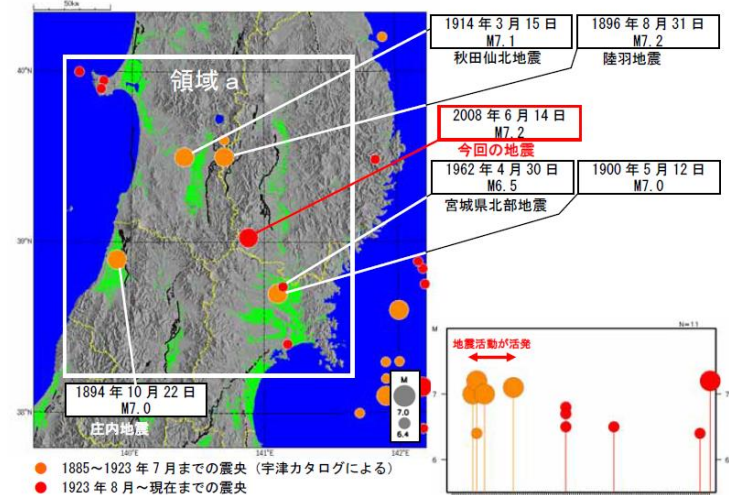 50km
40°N
39°N
38°N
140°E
141°E
142°E
領域 a
1914 年 3 月 15 日
M7.1
秋田仙北地震
1896 年 8 月 31 日
M7.2
陸羽地震
2008 年 6 月 14 日
M7.2
今回の地震
1962 年 4 月 30 日
M6.5
宮城県北部地震
1900 年 5 月 12 日
M7.0
1894 年 10 月 22 日
M7.0
庄内地震
M
7.0
6.4
M
N=11
地震活動が活発
7
6
7
6
1885～1923 年 7 月までの震央（宇津カタログによる）
1923 年 8 月～現在までの震央